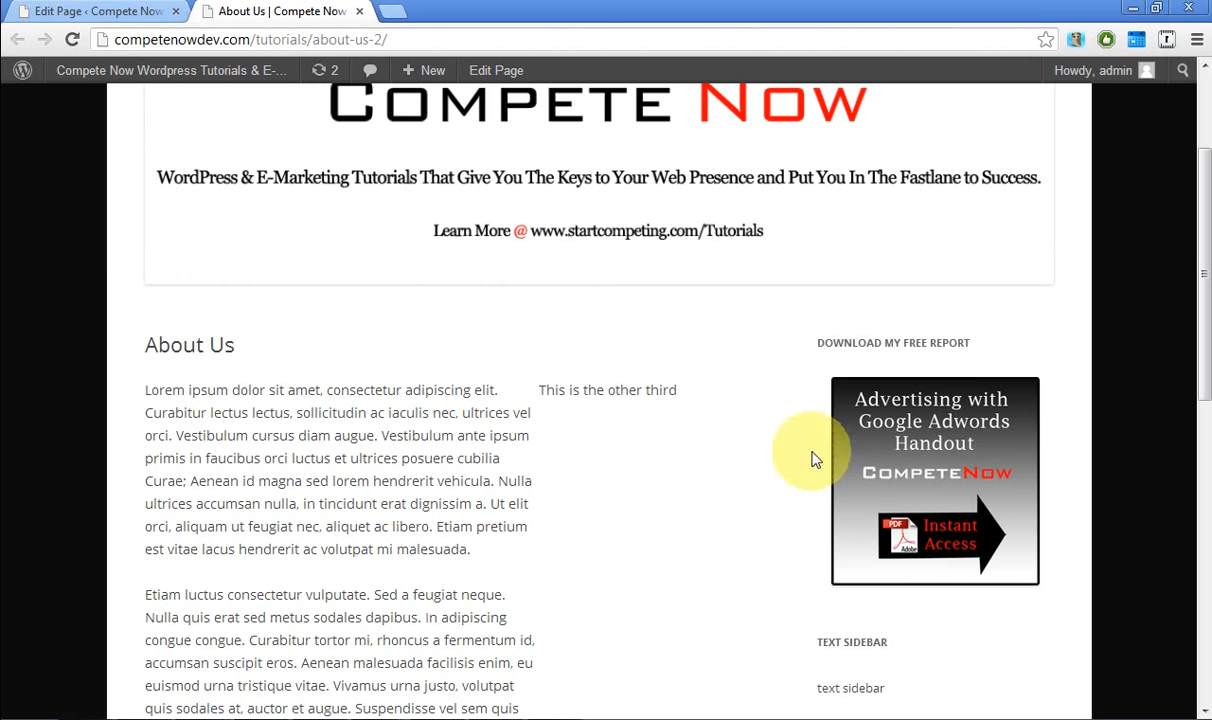 Edit Page ‹ Compete Now
About Us | Compete Now
competenowdev.com/tutorials/about-us-2/
Compete Now Wordpress Tutorials & E-...
2
New
Edit Page
Howdy, admin
COMPETE NOW
WordPress & E-Marketing Tutorials That Give You The Keys to Your Web Presence and Put You In The Fastlane to Success.
Learn More @ www.startcompeting.com/Tutorials
About Us
Lorem ipsum dolor sit amet, consectetur adipiscing elit.
Curabitur lectus lectus, sollicitudin ac iaculis nec, ultrices vel
orci. Vestibulum cursus diam augue. Vestibulum ante ipsum
primis in faucibus orci luctus et ultrices posuere cubilia
Curae; Aenean id magna sed lorem hendrerit vehicula. Nulla
ultrices accumsan nulla, in tincidunt erat dignissim a. Ut elit
orci, aliquam ut feugiat nec, aliquet ac libero. Etiam pretium
est vitae lacus hendrerit ac volutpat mi malesuada.
Etiam luctus consectetur vulputate. Sed a feugiat neque.
Nulla quis erat sed metus sodales dapibus. In adipiscing
congue congue. Curabitur tortor mi, rhoncus a fermentum id,
accumsan suscipit eros. Aenean malesuada facilisis enim, eu
euismod urna tristique vitae. Vivamus urna justo, volutpat
quis sodales at, auctor et augue. Suspendisse vel sem quis
This is the other third
DOWNLOAD MY FREE REPORT
Advertising with
Google Adwords
Handout
COMPETENOW
PDF
Adobe
Instant
Access
TEXT SIDEBAR
text sidebar